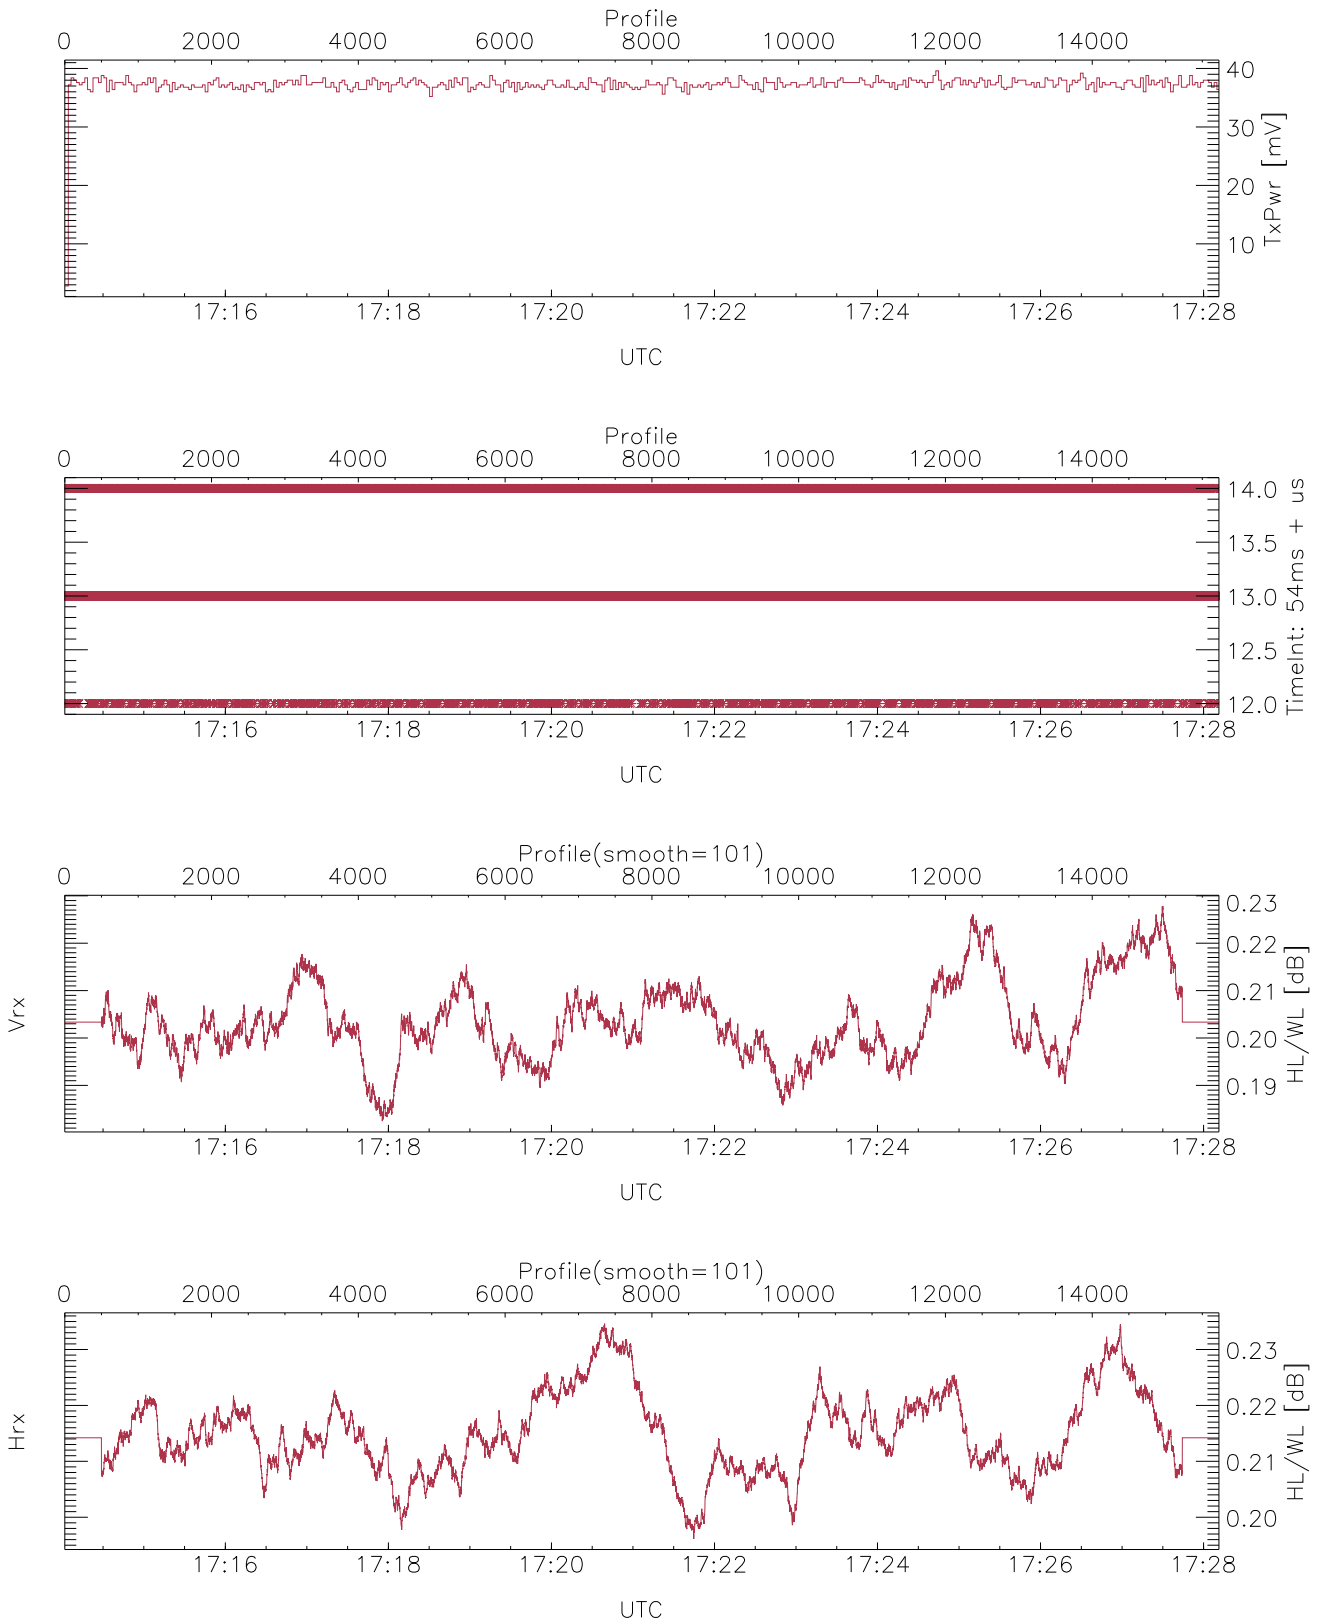 Profile
0 2000 4000 6000 8000 10000 12000 14000
40
30
20
10
TxPwr [mV]
17:16 17:18 17:20 17:22 17:24 17:26 17:28
UTC
Profile
0 2000 4000 6000 8000 10000 12000 14000
14.0
13.5
13.0
12.5
12.0
TimeInt: 54ms + us
17:16 17:18 17:20 17:22 17:24 17:26 17:28
UTC
Profile(smooth=101)
0 2000 4000 6000 8000 10000 12000 14000
Vrx
0.23
0.22
0.21
0.20
0.19
HL/WL [dB]
17:16 17:18 17:20 17:22 17:24 17:26 17:28
UTC
Profile(smooth=101)
0 2000 4000 6000 8000 10000 12000 14000
Hrx
0.23
0.22
0.21
0.20
HL/WL [dB]
17:16 17:18 17:20 17:22 17:24 17:26 17:28
UTC